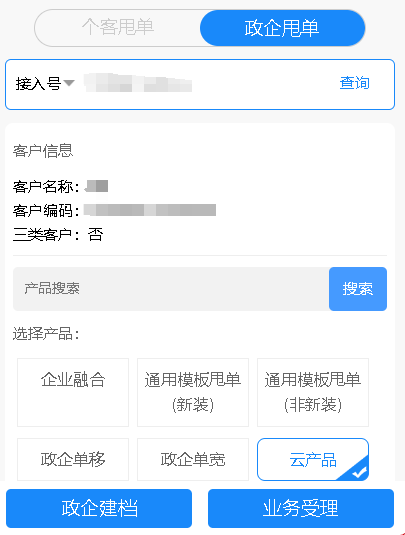 个客甩单
政企甩单
接入号
查询
客户信息
客户名称：
客户编码：
三类客户： 否
产品搜索
搜索
选择产品：
企业融合
通用模板甩单
(新装)
通用模板甩单
(非新装)
政企单移
政企单宽
云产品
政企建档
业务受理